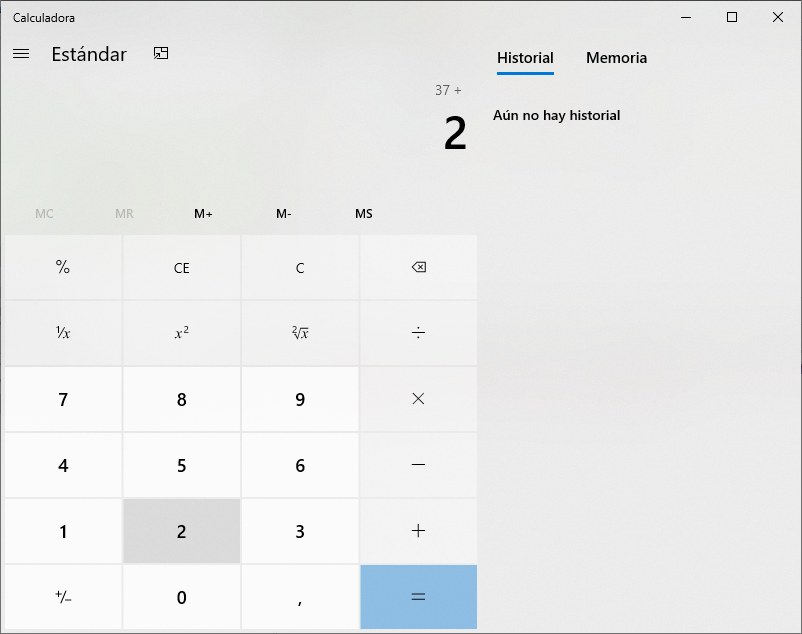 Calculadora
Estándar
Historial Memoria
37 +
2
Aún no hay historial
MC MR M+ M- MS
% CE C
⅟x x² ²√x ÷
7 8 9 ×
4 5 6 −
1 2 3 +
+/− 0 , =